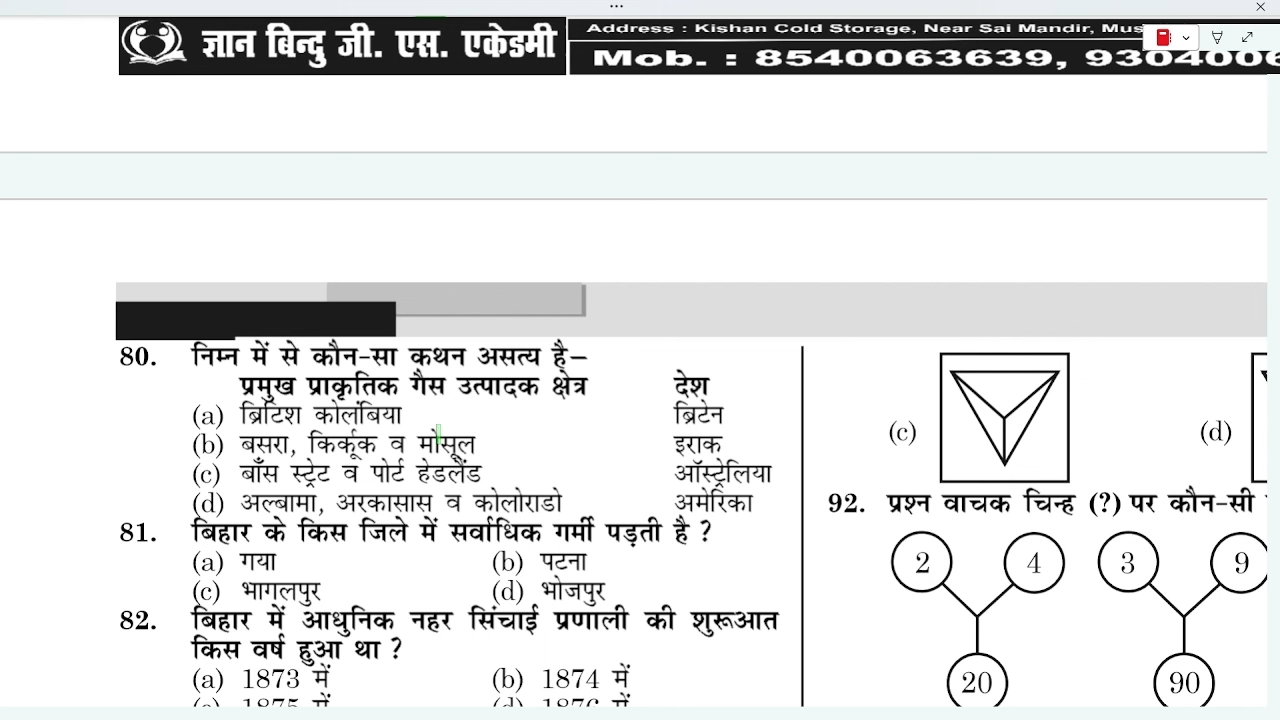 ज्ञान बिन्दु जी. एस. एकेडमी
Address : Kishan Cold Storage, Near Sai Mandir,
Mob. : 8540063639,
80. निम्न में से कौन-सा कथन असत्य है–
प्रमुख प्राकृतिक गैस उत्पादक क्षेत्र देश
(a) ब्रिटिश कोलंबिया ब्रिटेन
(b) बसरा, किर्कूक व मोसूल इराक
(c) बाँस स्ट्रेट व पोर्ट हेडलैंड ऑस्ट्रेलिया
(d) अल्बामा, अरकासास व कोलोराडो अमेरिका
81. बिहार के किस जिले में सर्वाधिक गर्मी पड़ती है ?
(a) गया (b) पटना
(c) भागलपुर (d) भोजपुर
82. बिहार में आधुनिक नहर सिंचाई प्रणाली की शुरूआत
किस वर्ष हुआ था ?
(a) 1873 में (b) 1874 में
(c) 1875 में (d) 1876 में
(c) (d)
92. प्रश्न वाचक चिन्ह (?) पर कौन-सी
2 4 3 9
20 90